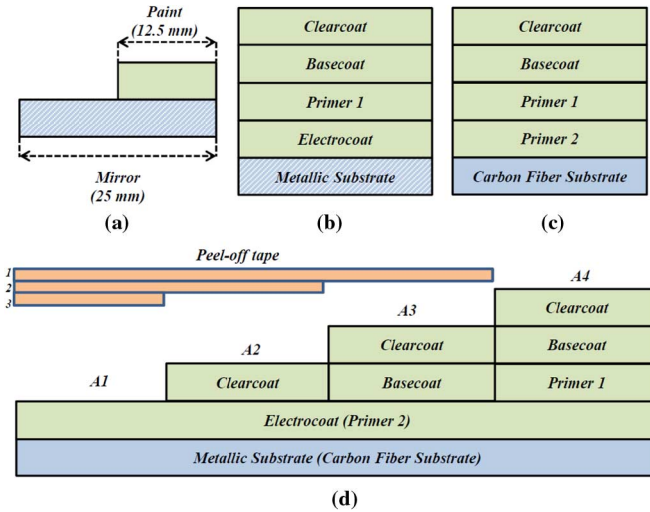 Paint
(12.5 mm)
Mirror
(25 mm)
(a)
Clearcoat
Basecoat
Primer 1
Electrocoat
Metallic Substrate
(b)
Clearcoat
Basecoat
Primer 1
Primer 2
Carbon Fiber Substrate
(c)
Peel-off tape
1
2
3
A1
A2
A3
A4
Clearcoat
Clearcoat
Basecoat
Clearcoat
Basecoat
Primer 1
Electrocoat (Primer 2)
Metallic Substrate (Carbon Fiber Substrate)
(d)